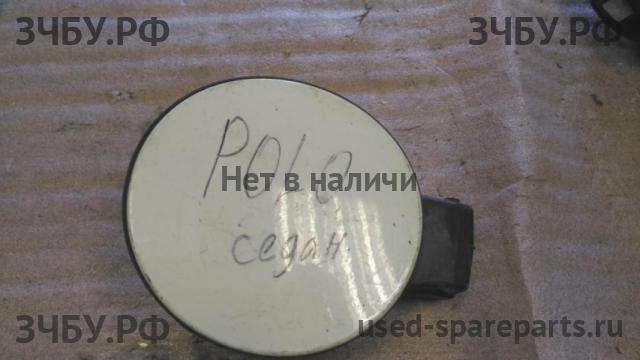 ЗЧБУ.РФ ЗЧБУ.РФ
POLO
Нет в наличи
седан
ЗЧБУ.РФ used-spareparts.ru